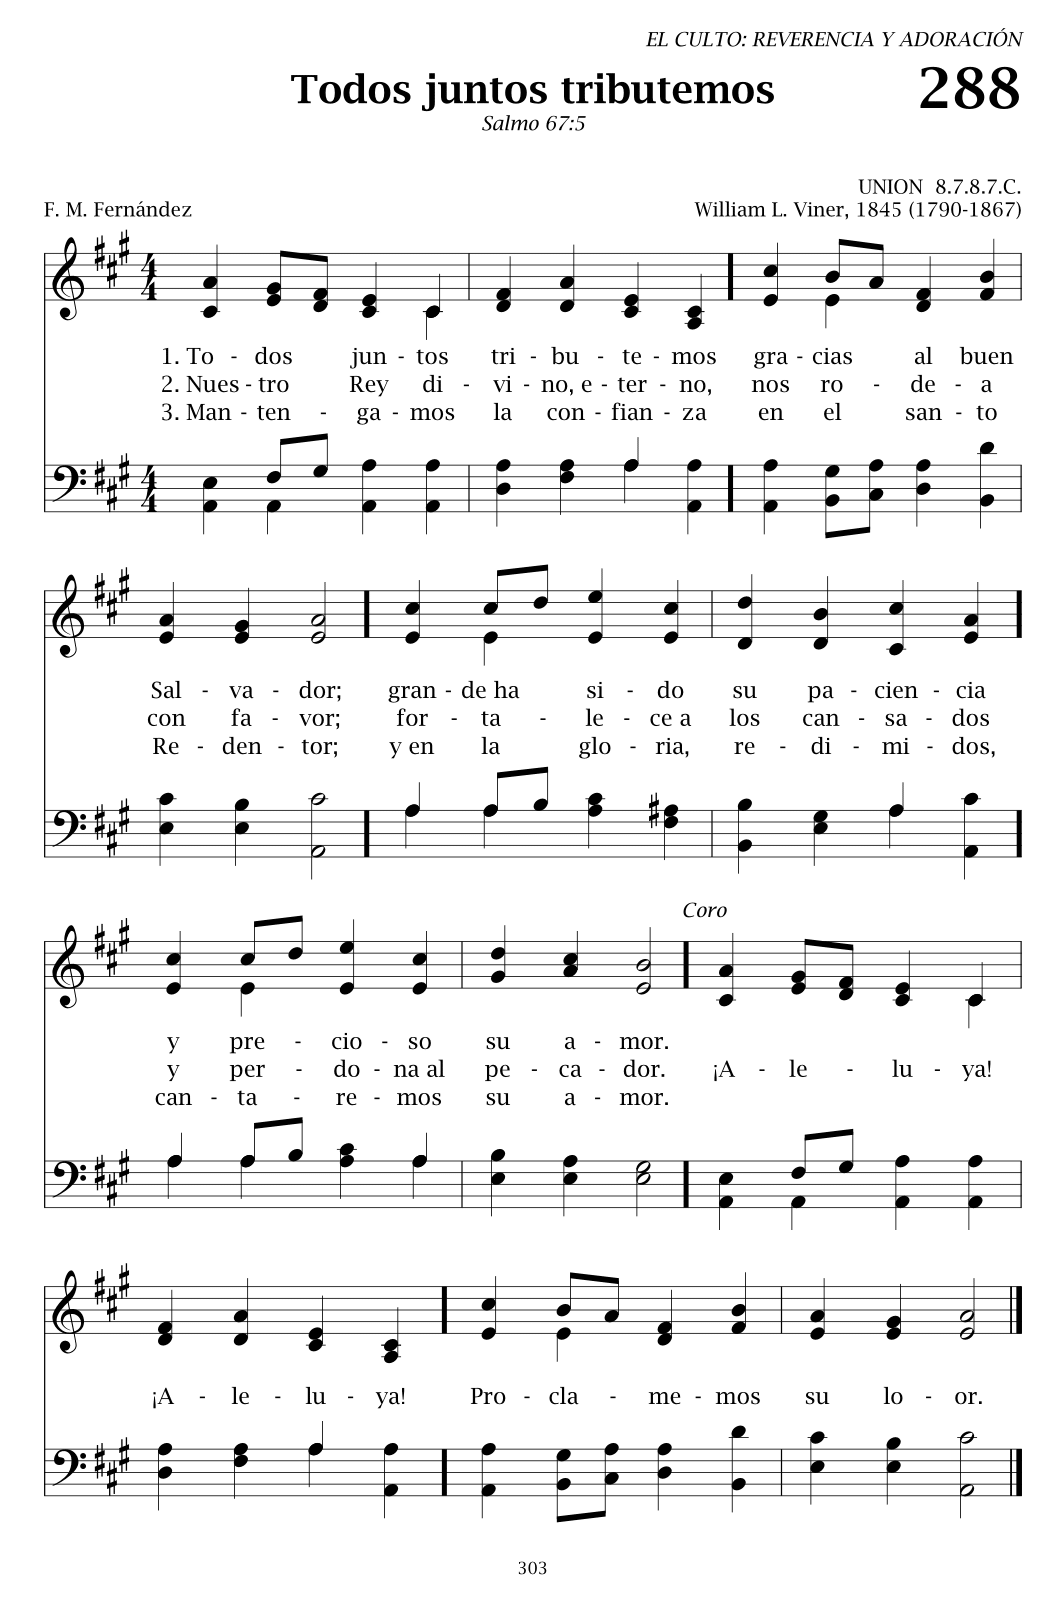 EL CULTO: REVERENCIA Y ADORACIÓN
Todos juntos tributemos 288
Salmo 67:5
UNION 8.7.8.7.C.
F. M. Fernández William L. Viner, 1845 (1790-1867)
4 4
1. To - dos jun - tos tri - bu - te - mos gra - cias al buen
2. Nues - tro Rey di - vi - no, e - ter - no, nos ro - de - a
3. Man - ten - ga - mos la con - fian - za en el san - to
4 4
Sal - va - dor; gran - de ha si - do su pa - cien - cia
con fa - vor; for - ta - le - ce a los can - sa - dos
Re - den - tor; y en la glo - ria, re - di - mi - dos,
Coro
y pre - cio - so su a - mor.
y per - do - na al pe - ca - dor. ¡A - le - lu - ya!
can - ta - re - mos su a - mor.
¡A - le - lu - ya! Pro - cla - me - mos su lo - or.
303